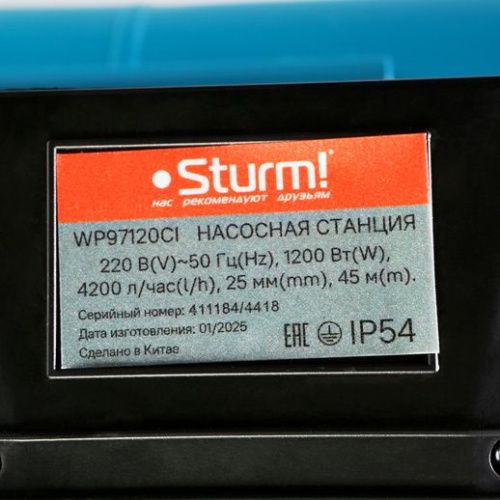 Sturm!
нас рекомендуют друзьям
WP97120CI НАСОСНАЯ СТАНЦИЯ
220 В(V)~50 Гц(Hz), 1200 Вт(W),
4200 л/час(l/h), 25 мм(mm), 45 м(m).
Серийный номер: 411184/4418
Дата изготовления: 01/2025
Сделано в Китае
EAC IP54